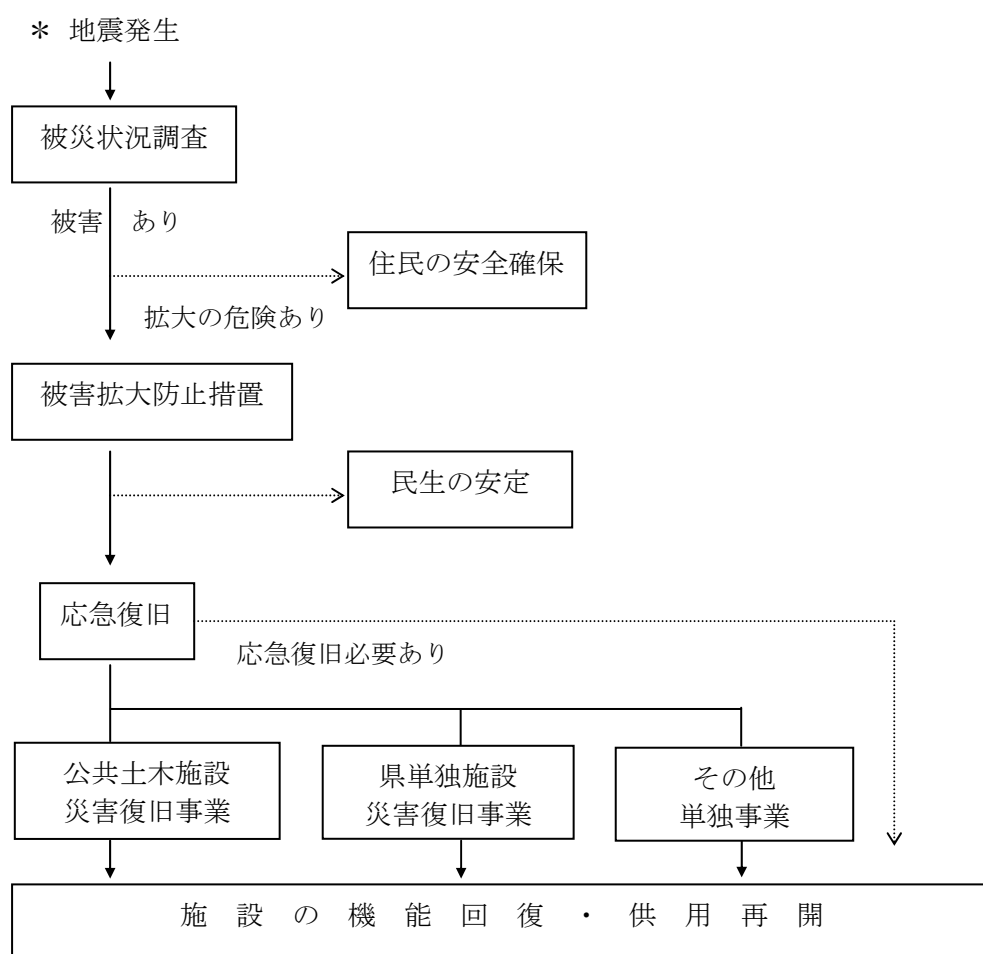 ＊ 地震発生
被災状況調査
被害 あり
住民の安全確保
拡大の危険あり
被害拡大防止措置
民生の安定
応急復旧
応急復旧必要あり
公共土木施設
災害復旧事業
県単独施設
災害復旧事業
その他
単独事業
施設の機能回復・供用再開